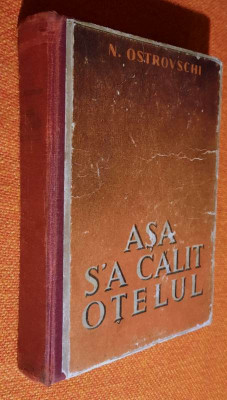 N. OSTROVSCHI
AȘA
S'A CĂLIT
OȚELUL